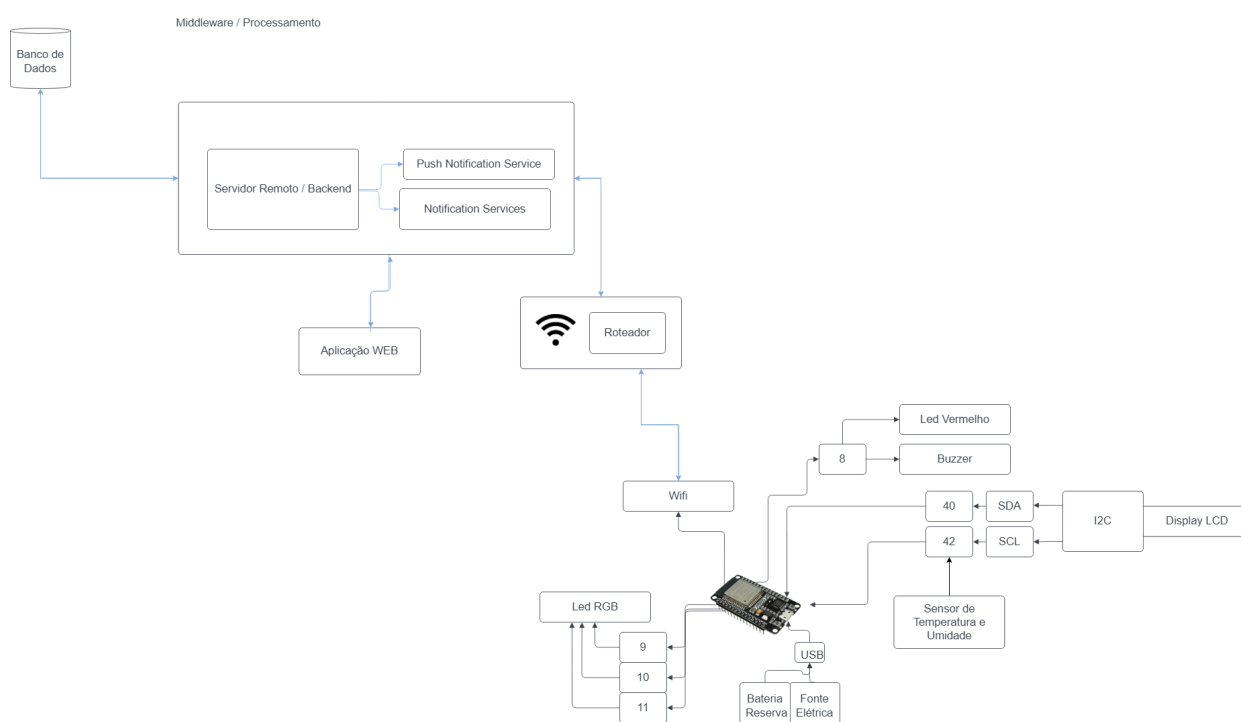 Middleware / Processamento
Banco de
Dados
Servidor Remoto / Backend
Push Notification Service
Notification Services
Aplicação WEB
Roteador
Wifi
Led Vermelho
8
Buzzer
40
SDA
I2C
Display LCD
42
SCL
Sensor de
Temperatura e
Umidade
Led RGB
9
10
11
USB
Bateria
Reserva
Fonte
Elétrica